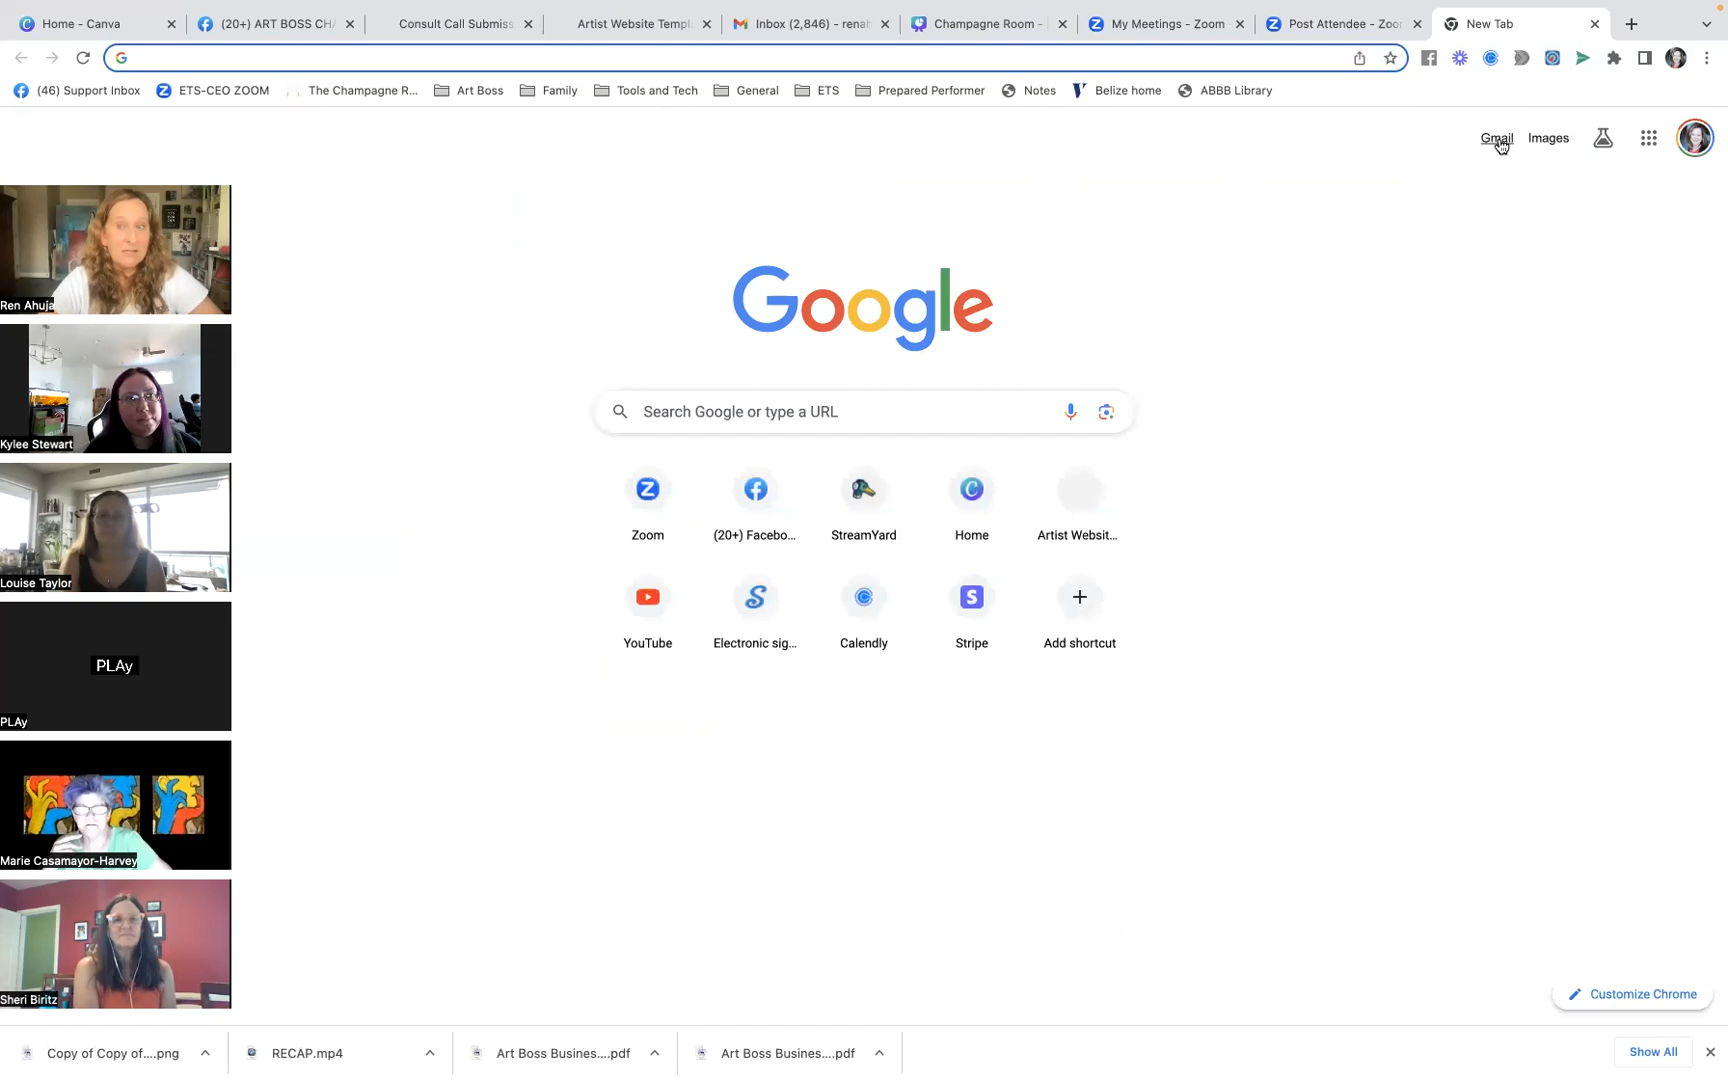 Home - Canva
(20+) ART BOSS CH
Consult Call Submiss
Artist Website Templ
Inbox (2,846) - renah
Champagne Room -
My Meetings - Zoom
Post Attendee - Zoo
New Tab
(46) Support Inbox
ETS-CEO ZOOM
The Champagne R...
Art Boss
Family
Tools and Tech
General
ETS
Prepared Performer
Notes
Belize home
ABBB Library
Gmail
Images
Ren Ahuja
Kylee Stewart
Louise Taylor
PLAy
PLAy
Marie Casamayor-Harvey
Sheri Biritz
Google
Search Google or type a URL
Zoom
(20+) Facebo...
StreamYard
Home
Artist Websit...
YouTube
Electronic sig...
Calendly
Stripe
Add shortcut
Customize Chrome
Copy of Copy of....png
RECAP.mp4
Art Boss Busines....pdf
Art Boss Busines....pdf
Show All